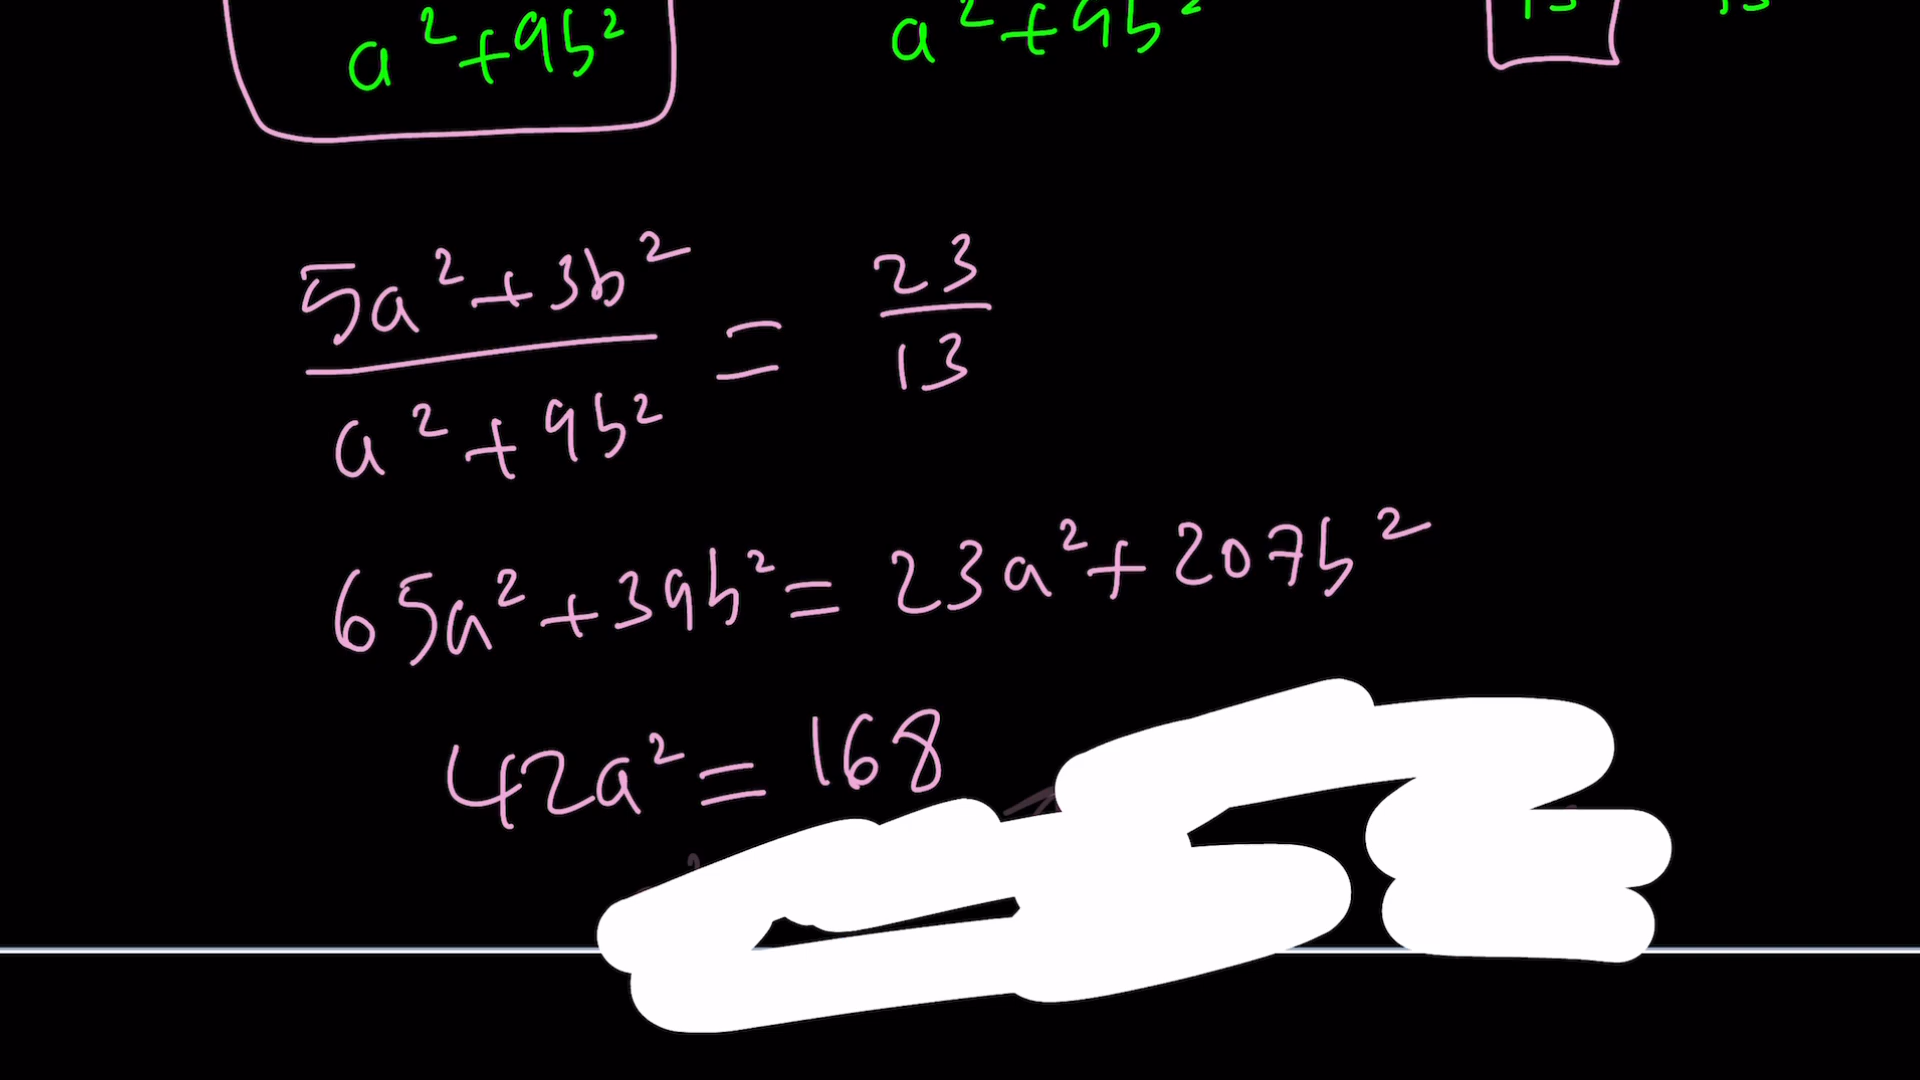 a²+9b² a²+9b²
5a²+3b² / a²+9b² = 23/13
65a²+39b² = 23a²+207b²
42a² = 168